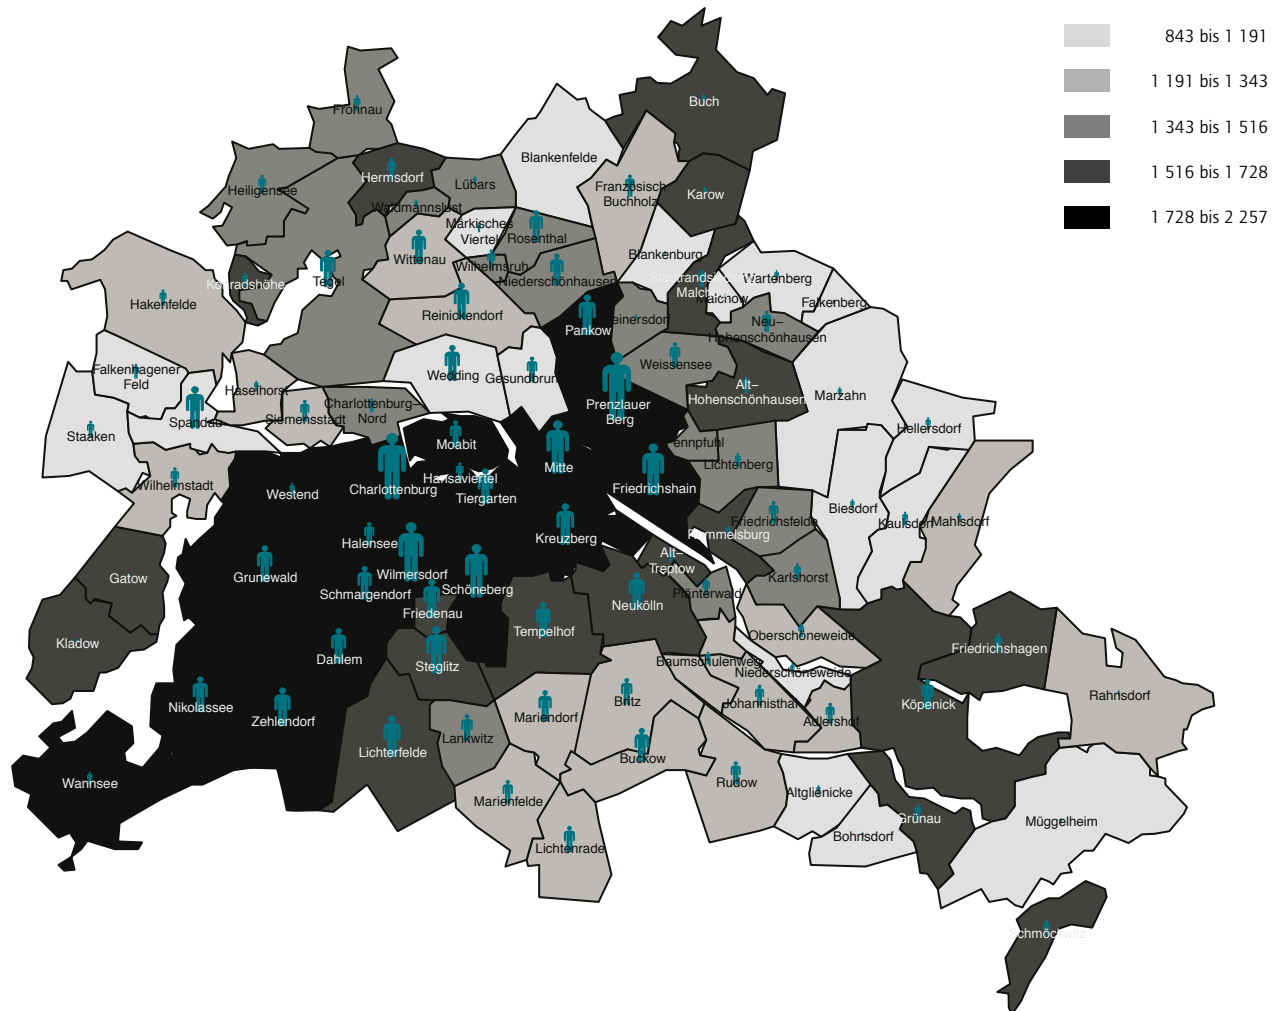 843 bis 1 191
1 191 bis 1 343
1 343 bis 1 516
1 516 bis 1 728
1 728 bis 2 257
Buch
Frohnau
Blankenfelde
Hermsdorf
Lübars
Heiligensee
Französisch
Buchholz
Karow
Waidmannslust
Märkisches
Viertel
Rosenthal
Blankenburg
Wittenau
Wilhelmsruh
Niederschönhausen
Konradshöhe
Tegel
Malchow
Wartenberg
Falkenberg
Hakenfelde
Reinickendorf
Pankow
einersdorf
Neu–
Hohenschönhausen
Falkenhagener
Feld
Haselhorst
Wedding
Gesundbrun
Weissensee
Alt–
Hohenschönhausen
Marzahn
Prenzlauer
Berg
Spandau
Siemensstadt
Charlottenburg–
Nord
Staaken
Moabit
Hellersdorf
ennpfuhl
Lichtenberg
Mitte
Wilhelmstadt
Westend
Charlottenburg
Hansaviertel
Tiergarten
Friedrichshain
Biesdorf
Kaulsdorf
Mahlsdorf
Halensee
Kreuzberg
Rummelsburg
Friedrichsfelde
Gatow
Grunewald
Wilmersdorf
Schmargendorf
Schöneberg
Alt–
Treptow
Plänterwald
Karlshorst
Friedenau
Neukölln
Kladow
Tempelhof
Oberschöneweide
Friedrichshagen
Dahlem
Steglitz
Baumschulenweg
Niederschöneweide
Rahnsdorf
Nikolassee
Zehlendorf
Mariendorf
Britz
Johannisthal
Adlershof
Köpenick
Lichterfelde
Lankwitz
Buckow
Rudow
Wannsee
Marienfelde
Altglienicke
Grünau
Müggelheim
Bohnsdorf
Lichtenrade
Schmöckwitz